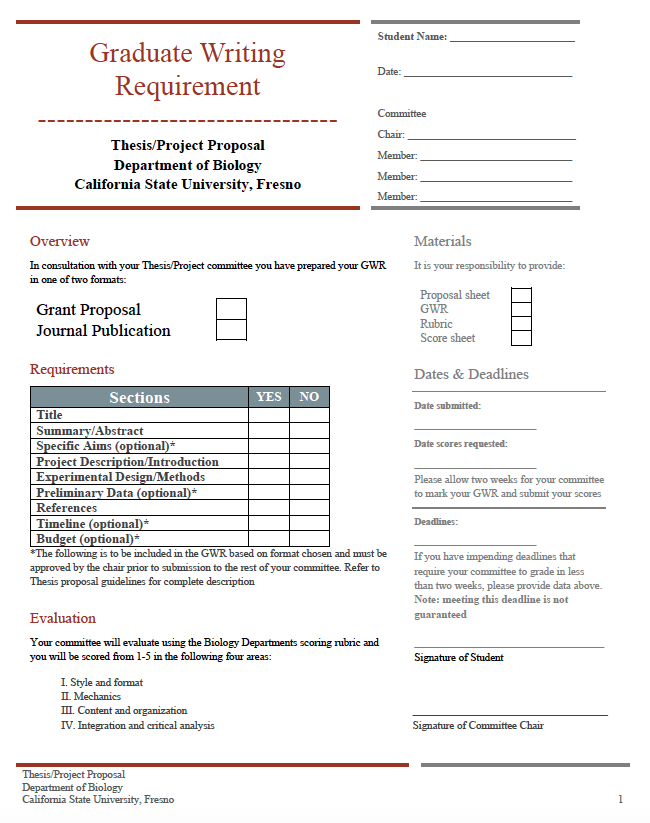 Graduate Writing
Requirement
Thesis/Project Proposal
Department of Biology
California State University, Fresno
Student Name: ______________________
Date: ______________________________
Committee
Chair: ______________________________
Member: ___________________________
Member: ___________________________
Member: ___________________________
Overview
In consultation with your Thesis/Project committee you have prepared your GWR
in one of two formats:
Grant Proposal
Journal Publication
Requirements
Sections YES NO
Title
Summary/Abstract
Specific Aims (optional)*
Project Description/Introduction
Experimental Design/Methods
Preliminary Data (optional)*
References
Timeline (optional)*
Budget (optional)*
*The following is to be included in the GWR based on format chosen and must be
approved by the chair prior to submission to the rest of your committee. Refer to
Thesis proposal guidelines for complete description
Evaluation
Your committee will evaluate using the Biology Departments scoring rubric and
you will be scored from 1-5 in the following four areas:
I. Style and format
II. Mechanics
III. Content and organization
IV. Integration and critical analysis
Materials
It is your responsibility to provide:
Proposal sheet
GWR
Rubric
Score sheet
Dates & Deadlines
Date submitted:
Date scores requested:
Please allow two weeks for your committee
to mark your GWR and submit your scores
Deadlines:
If you have impending deadlines that
require your committee to grade in less
than two weeks, please provide data above.
Note: meeting this deadline is not
guaranteed
Signature of Student
Signature of Committee Chair
Thesis/Project Proposal
Department of Biology
California State University, Fresno
1